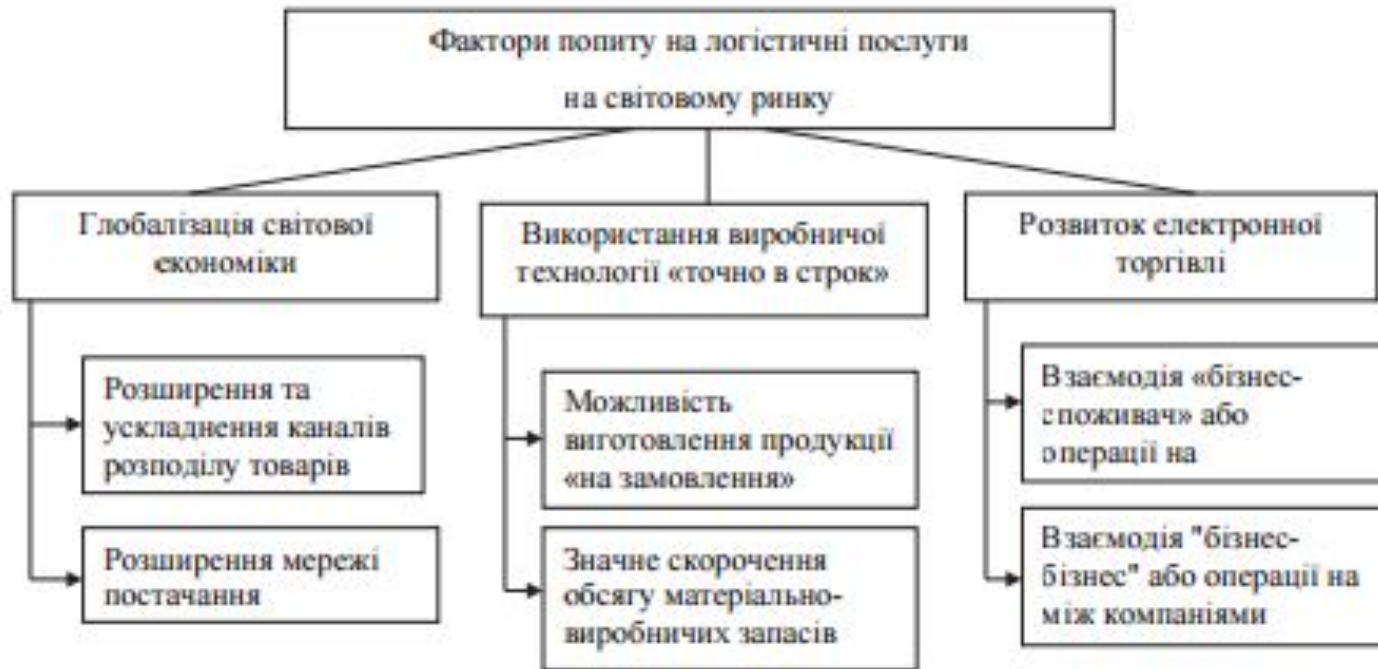 Фактори попиту на логістичні послуги
на світовому ринку
Глобалізація світової
економіки
Розширення та
ускладнення каналів
розподілу товарів
Розширення мережі
постачання
Використання виробничої
технології «точно в строк»
Можливість
виготовлення продукції
«на замовлення»
Значне скорочення
обсягу матеріально-
виробничих запасів
Розвиток електронної
торгівлі
Взаємодія «бізнес-
споживач» або
операції на
Взаємодія "бізнес-
бізнес" або операції на
між компаніями